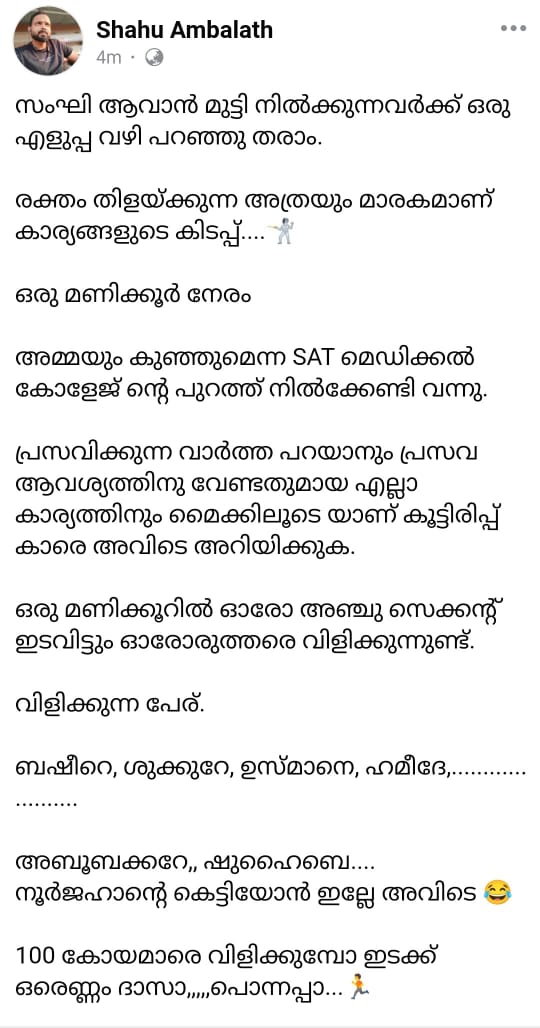 Shahu Ambalath
4m ·
സംഘി ആവാൻ മുട്ടി നിൽക്കുന്നവർക്ക് ഒരു
എളുപ്പ വഴി പറഞ്ഞു തരാം.
രക്തം തിളയ്ക്കുന്ന അത്രയും മാരകമാണ്
കാര്യങ്ങളുടെ കിടപ്പ്....🤺
ഒരു മണിക്കൂർ നേരം
അമ്മയും കുഞ്ഞുമെന്ന SAT മെഡിക്കൽ
കോളേജ് ന്റെ പുറത്ത് നിൽക്കേണ്ടി വന്നു.
പ്രസവിക്കുന്ന വാർത്ത പറയാനും പ്രസവ
ആവശ്യത്തിനു വേണ്ടതുമായ എല്ലാ
കാര്യത്തിനും മൈക്കിലൂടെ യാണ് കൂട്ടിരിപ്പ്
കാരെ അവിടെ അറിയിക്കുക.
ഒരു മണിക്കൂറിൽ ഓരോ അഞ്ചു സെക്കന്റ്
ഇടവിട്ടും ഓരോരുത്തരെ വിളിക്കുന്നുണ്ട്.
വിളിക്കുന്ന പേര്.
ബഷീറെ, ശുക്കുറേ, ഉസ്മാനെ, ഹമീദേ,............
..........
അബൂബക്കറേ,, ഷുഹൈബെ....
നൂർജഹാന്റെ കെട്ടിയോൻ ഇല്ലേ അവിടെ 😂
100 കോയമാരെ വിളിക്കുമ്പോ ഇടക്ക്
ഒരെണ്ണം ദാസാ,,,,,പൊന്നപ്പാ...🏃